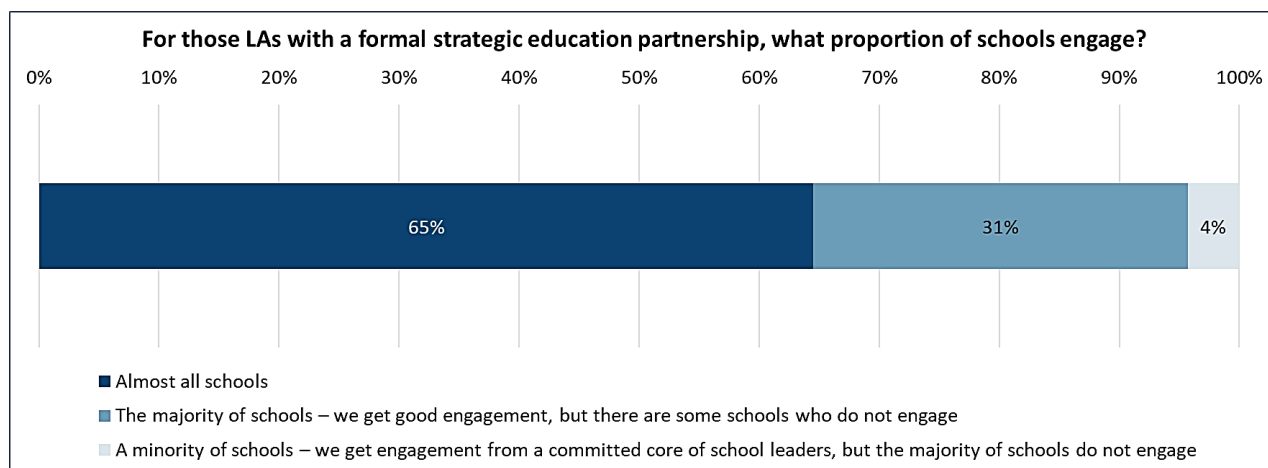 For those LAs with a formal strategic education partnership, what proportion of schools engage?
0% 10% 20% 30% 40% 50% 60% 70% 80% 90% 100%
65% 31% 4%
Almost all schools
The majority of schools – we get good engagement, but there are some schools who do not engage
A minority of schools – we get engagement from a committed core of school leaders, but the majority of schools do not engage